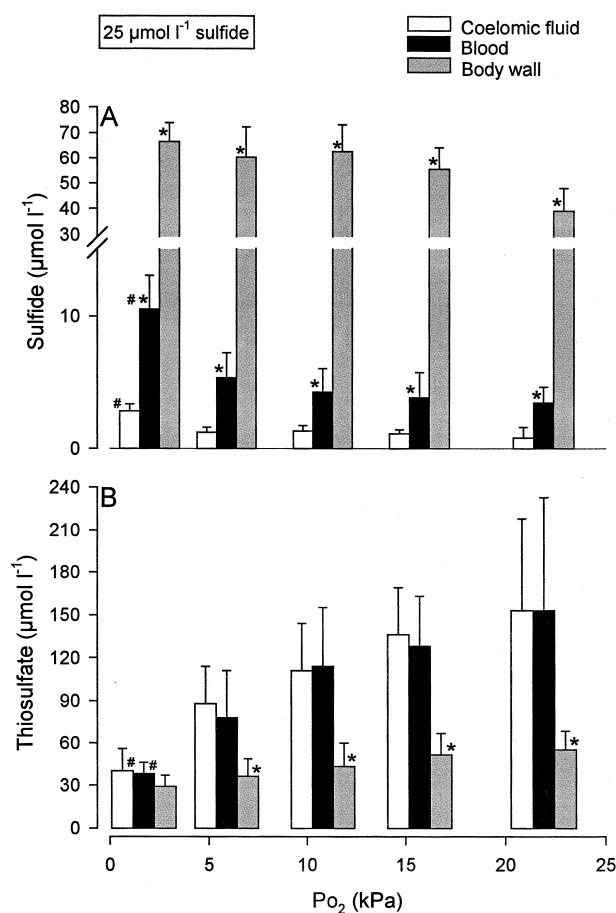 25 μmol l⁻¹ sulfide
Coelomic fluid
Blood
Body wall
A
80
70
60
50
40
30
10
0
Sulfide (μmol l⁻¹)
# * *
* *
* *
* *
* *
#
B
240
210
180
150
120
90
60
30
0
Thiosulfate (μmol l⁻¹)
# #
*
*
*
*
0 5 10 15 20 25
Po₂ (kPa)